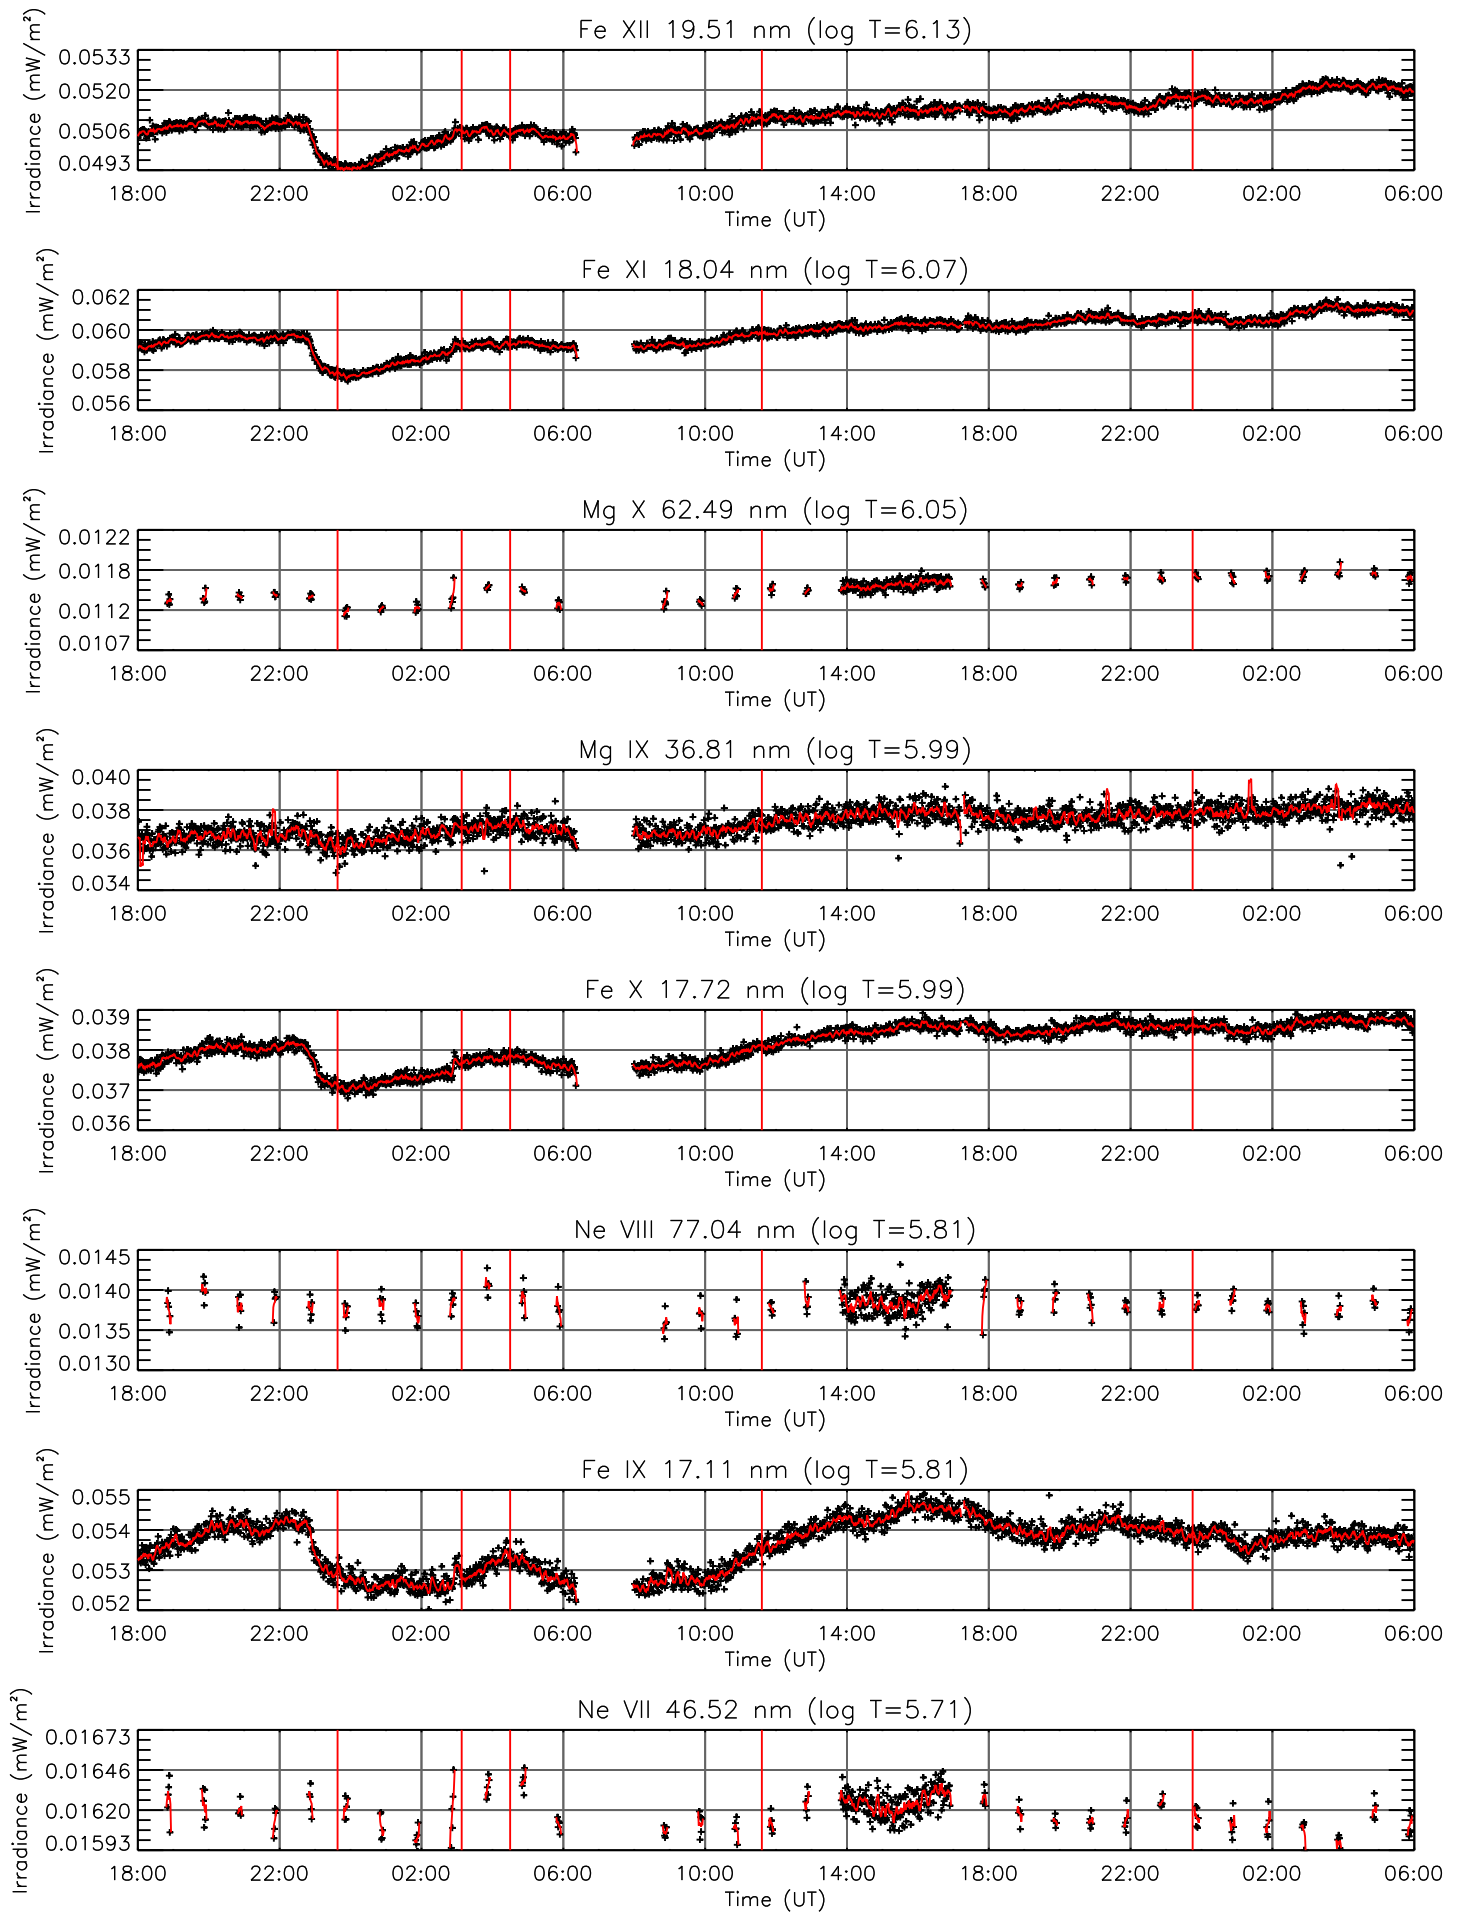 Fe XII 19.51 nm (log T=6.13)
Irradiance (mW/m²)
0.0533
0.0520
0.0506
0.0493
18:00 22:00 02:00 06:00 10:00 14:00 18:00 22:00 02:00 06:00
Time (UT)
Fe XI 18.04 nm (log T=6.07)
Irradiance (mW/m²)
0.062
0.060
0.058
0.056
18:00 22:00 02:00 06:00 10:00 14:00 18:00 22:00 02:00 06:00
Time (UT)
Mg X 62.49 nm (log T=6.05)
Irradiance (mW/m²)
0.0122
0.0118
0.0112
0.0107
18:00 22:00 02:00 06:00 10:00 14:00 18:00 22:00 02:00 06:00
Time (UT)
Mg IX 36.81 nm (log T=5.99)
Irradiance (mW/m²)
0.040
0.038
0.036
0.034
18:00 22:00 02:00 06:00 10:00 14:00 18:00 22:00 02:00 06:00
Time (UT)
Fe X 17.72 nm (log T=5.99)
Irradiance (mW/m²)
0.039
0.038
0.037
0.036
18:00 22:00 02:00 06:00 10:00 14:00 18:00 22:00 02:00 06:00
Time (UT)
Ne VIII 77.04 nm (log T=5.81)
Irradiance (mW/m²)
0.0145
0.0140
0.0135
0.0130
18:00 22:00 02:00 06:00 10:00 14:00 18:00 22:00 02:00 06:00
Time (UT)
Fe IX 17.11 nm (log T=5.81)
Irradiance (mW/m²)
0.055
0.054
0.053
0.052
18:00 22:00 02:00 06:00 10:00 14:00 18:00 22:00 02:00 06:00
Time (UT)
Ne VII 46.52 nm (log T=5.71)
Irradiance (mW/m²)
0.01673
0.01646
0.01620
0.01593
18:00 22:00 02:00 06:00 10:00 14:00 18:00 22:00 02:00 06:00
Time (UT)